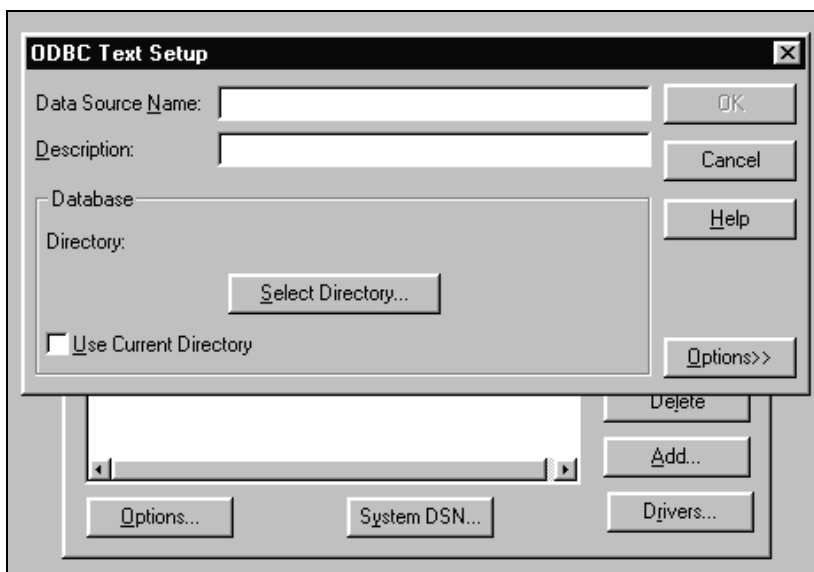 ODBC Text Setup
Data Source Name:
OK
Description:
Cancel
Database
Help
Directory:
Select Directory...
Use Current Directory
Options>>
Delete
Add...
Options...
System DSN...
Drivers...